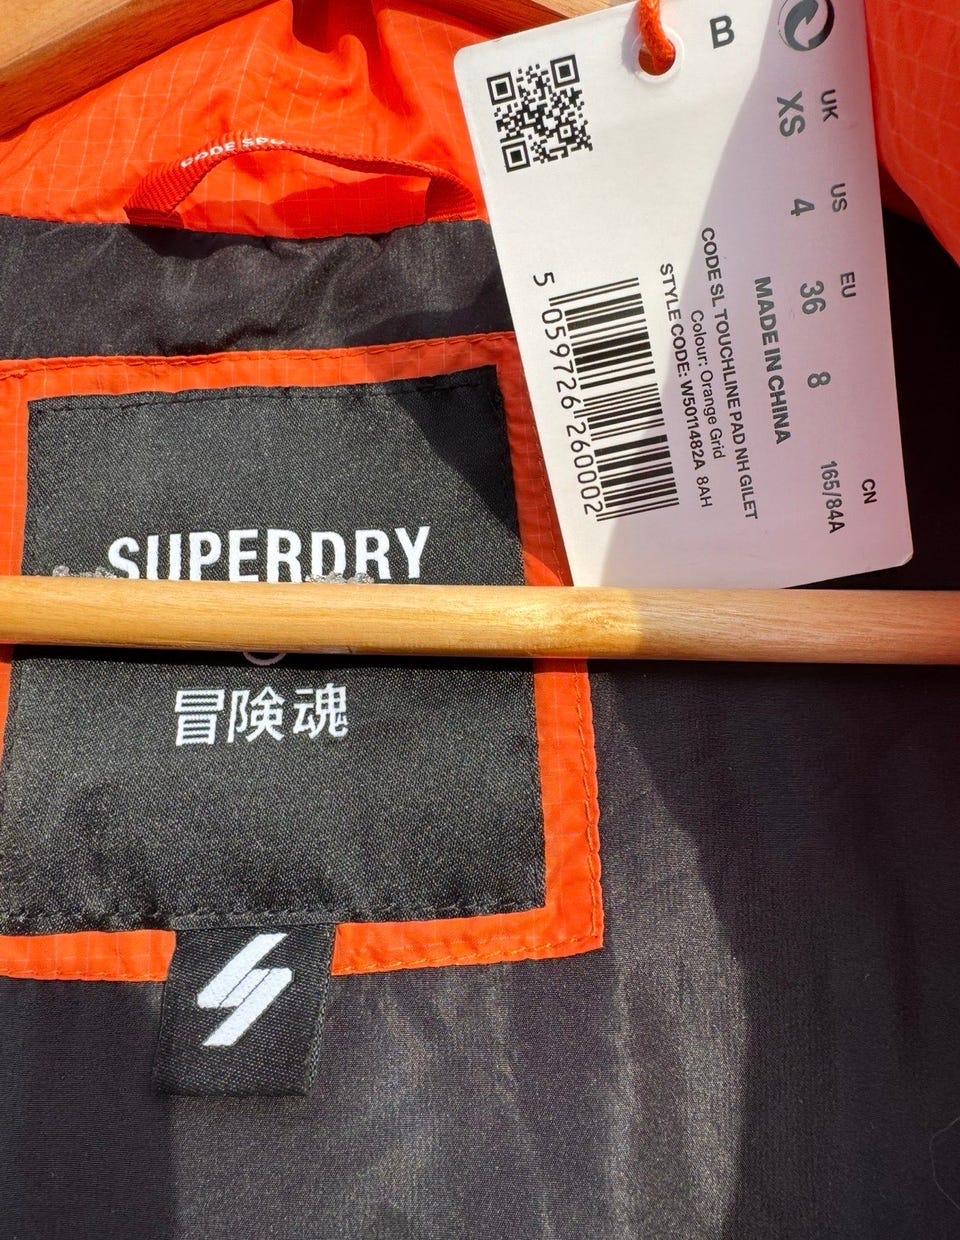 CODE
B
UK US EU CN
XS 4 36 8 165/84A
MADE IN CHINA
CODE SL TOUCHLINE PAD NH GILET
Colour: Orange Grid
STYLE CODE: W5011482A 8AH
5 059726 260002
SUPERDRY
冒険魂